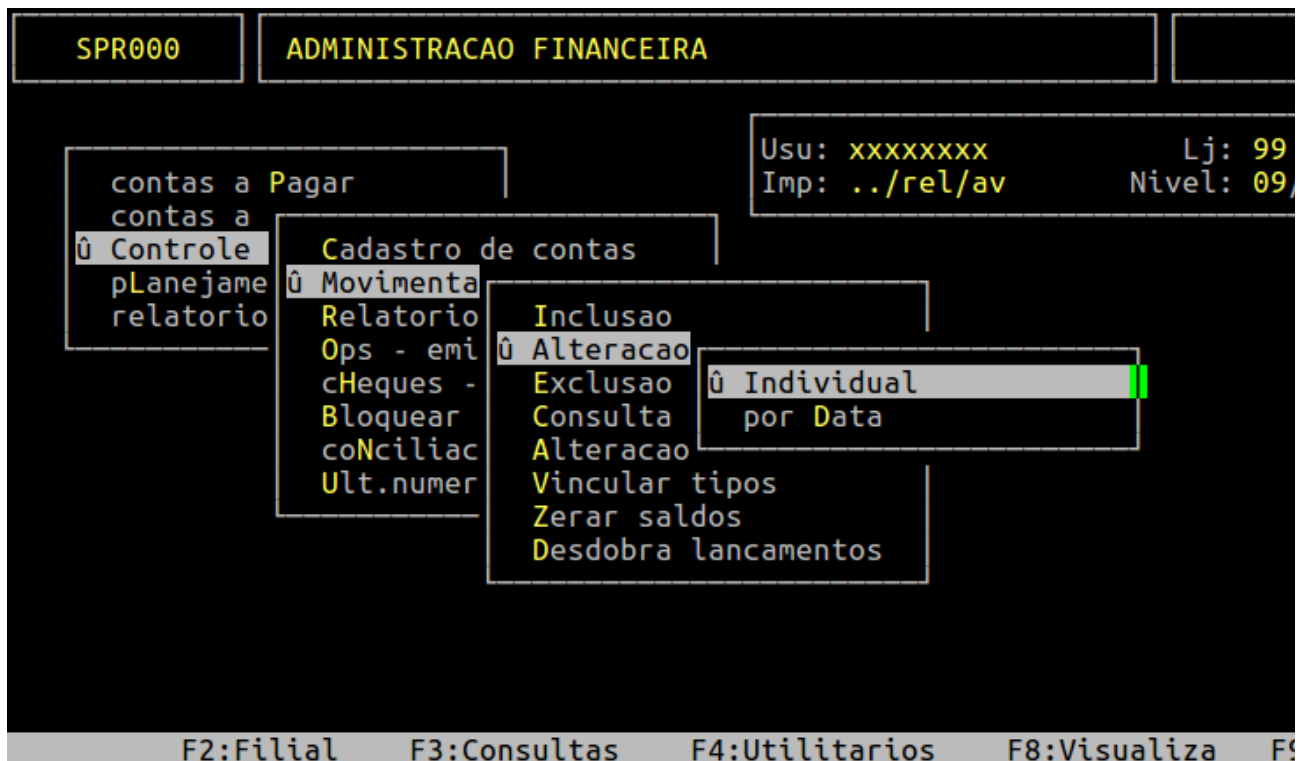 SPR000 ADMINISTRACAO FINANCEIRA
Usu: xxxxxxxx Lj: 99
Imp: ../rel/av Nivel: 09/
contas a Pagar
contas a
û Controle
pLanejame
relatorio
Cadastro de contas
û Movimenta
Relatorio
Ops - emi
cHeques -
Bloquear
coNciliac
Ult.numer
Inclusao
û Alteracao
Exclusao
Consulta
Alteracao
Vincular tipos
Zerar saldos
Desdobra lancamentos
û Individual
por Data
F2:Filial F3:Consultas F4:Utilitarios F8:Visualiza F9